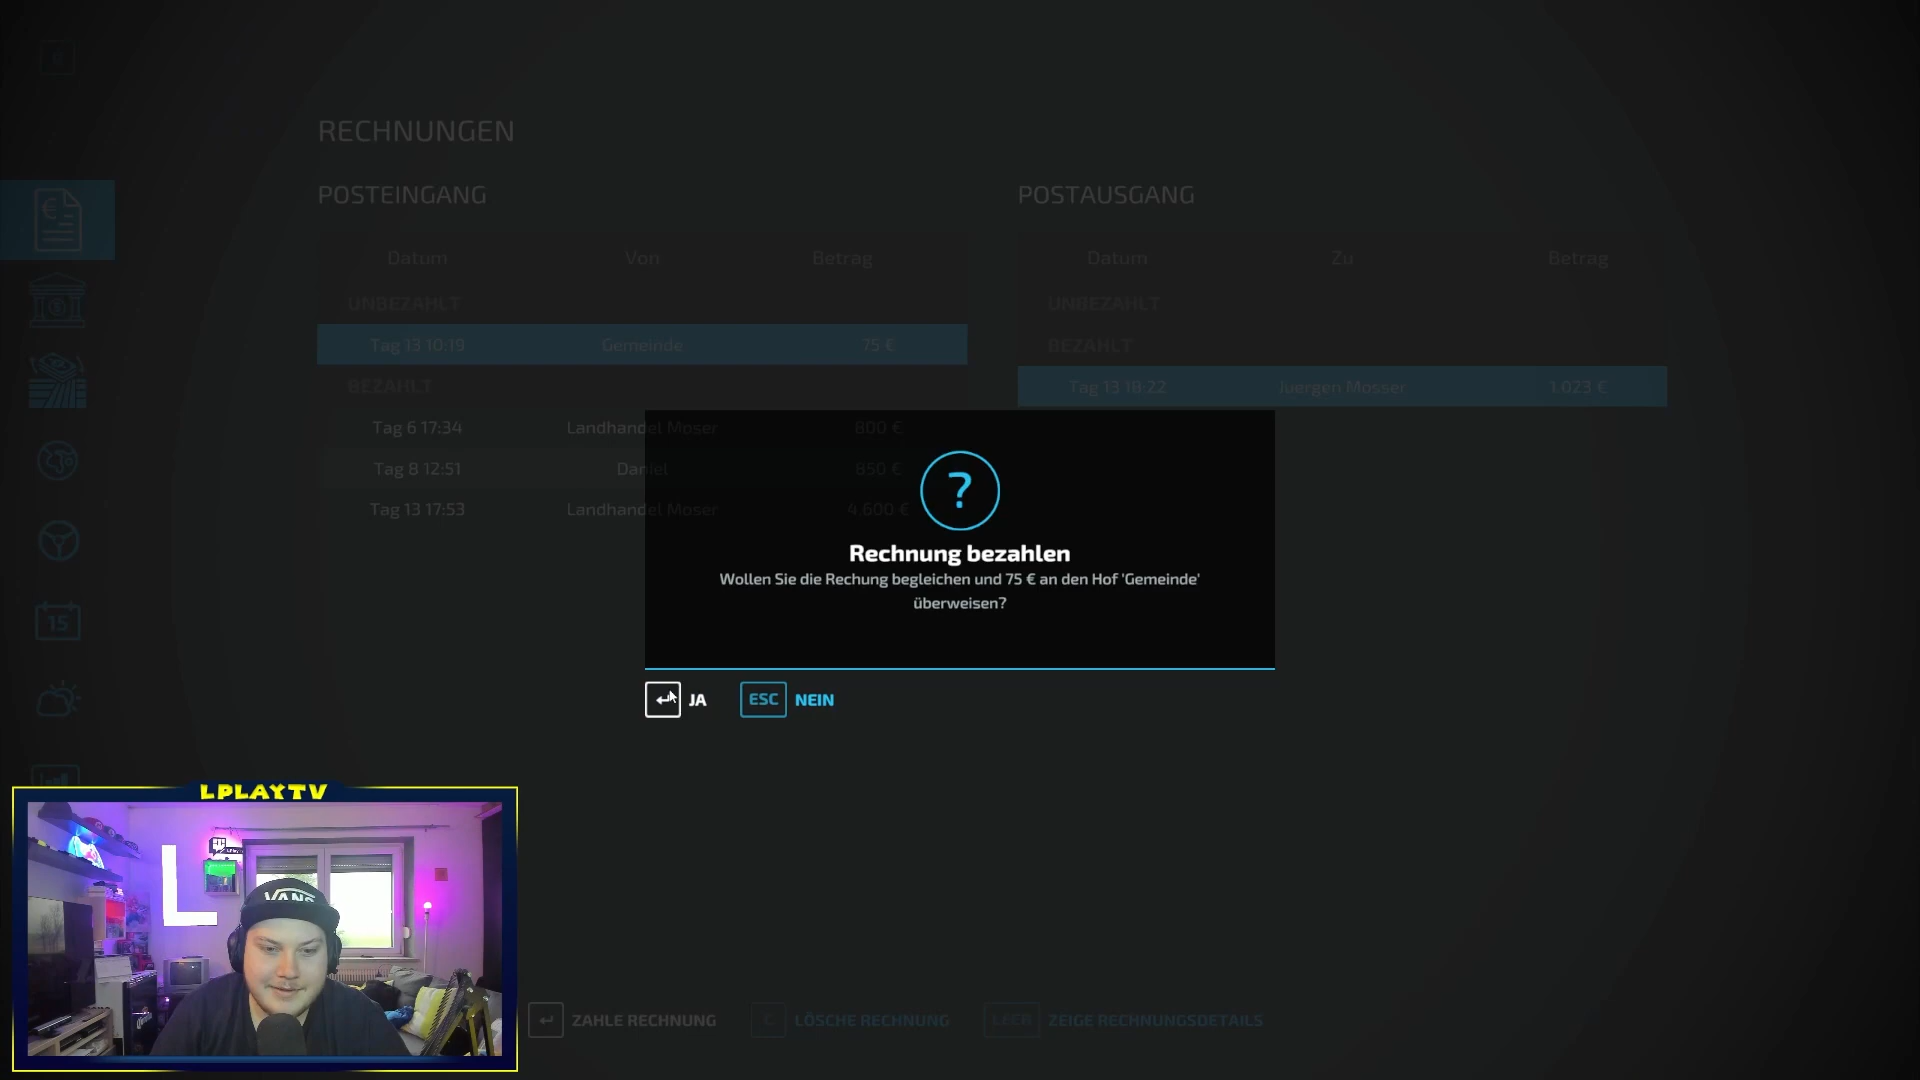 RECHNUNGEN
POSTEINGANG
POSTAUSGANG
Datum Von Betrag
Datum Zu Betrag
UNBEZAHLT
UNBEZAHLT
Tag 13 10:19 Gemeinde 75 €
BEZAHLT
BEZAHLT
Tag 13 18:22 Juergen Mosser 1.023 €
Tag 6 17:34 Landhandel Moser 800 €
Tag 8 12:51 Daniel 850 €
Tag 13 17:53 Landhandel Moser 4.600 €
?
Rechnung bezahlen
Wollen Sie die Rechung begleichen und 75 € an den Hof 'Gemeinde'
überweisen?
JA ESC NEIN
15
LPLAYTV
L
VANS
ZAHLE RECHNUNG C LÖSCHE RECHNUNG LEER ZEIGE RECHNUNGSDETAILS